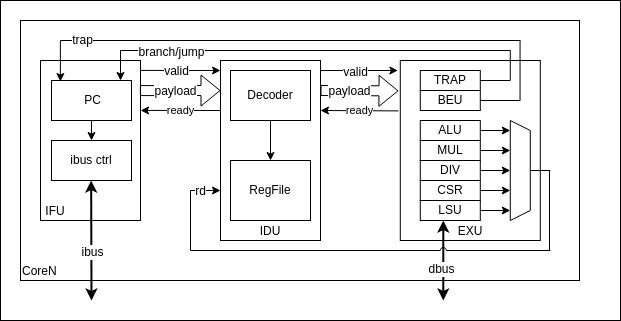 trap
branch/jump
valid
payload
ready
valid
payload
ready
PC
ibus ctrl
IFU
Decoder
RegFile
rd
IDU
TRAP
BEU
ALU
MUL
DIV
CSR
LSU
EXU
ibus
dbus
CoreN